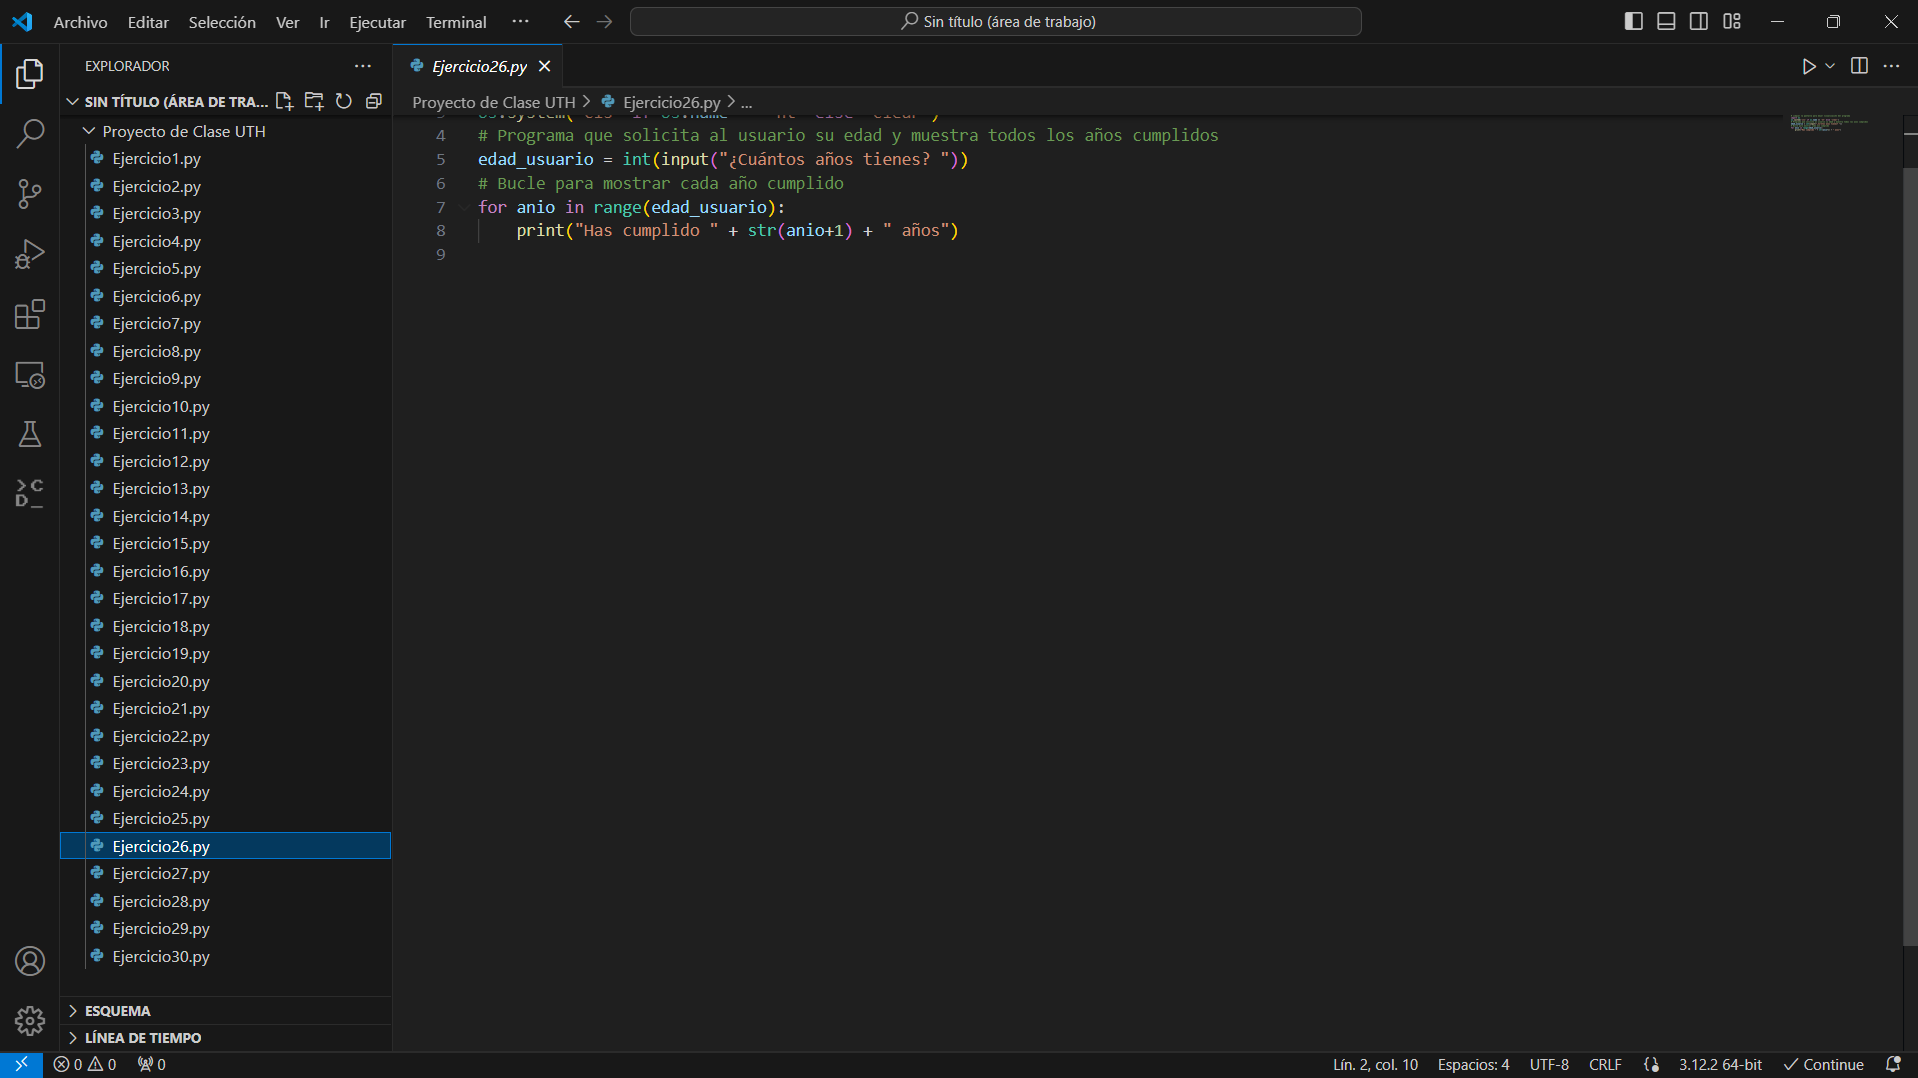 Archivo Editar Selección Ver Ir Ejecutar Terminal ···
Sin título (área de trabajo)
EXPLORADOR
SIN TÍTULO (ÁREA DE TRA...
Proyecto de Clase UTH
Ejercicio1.py
Ejercicio2.py
Ejercicio3.py
Ejercicio4.py
Ejercicio5.py
Ejercicio6.py
Ejercicio7.py
Ejercicio8.py
Ejercicio9.py
Ejercicio10.py
Ejercicio11.py
Ejercicio12.py
Ejercicio13.py
Ejercicio14.py
Ejercicio15.py
Ejercicio16.py
Ejercicio17.py
Ejercicio18.py
Ejercicio19.py
Ejercicio20.py
Ejercicio21.py
Ejercicio22.py
Ejercicio23.py
Ejercicio24.py
Ejercicio25.py
Ejercicio26.py
Ejercicio27.py
Ejercicio28.py
Ejercicio29.py
Ejercicio30.py
ESQUEMA
LÍNEA DE TIEMPO
Ejercicio26.py
Proyecto de Clase UTH > Ejercicio26.py > ...
4 # Programa que solicita al usuario su edad y muestra todos los años cumplidos
5 edad_usuario = int(input("¿Cuántos años tienes? "))
6 # Bucle para mostrar cada año cumplido
7 for anio in range(edad_usuario):
8     print("Has cumplido " + str(anio+1) + " años")
9
0 0 0
Lín. 2, col. 10 Espacios: 4 UTF-8 CRLF 3.12.2 64-bit Continue